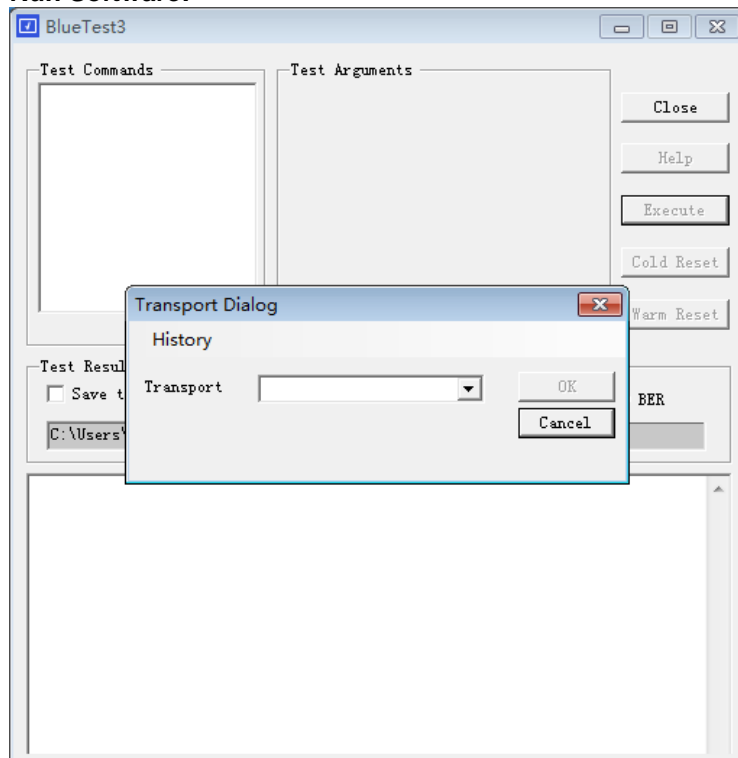 BlueTest3
Test Commands
Test Arguments
Close
Help
Execute
Cold Reset
Warm Reset
Transport Dialog
History
Transport
OK
Cancel
Test Resul
Save t
BER
C:\Users\